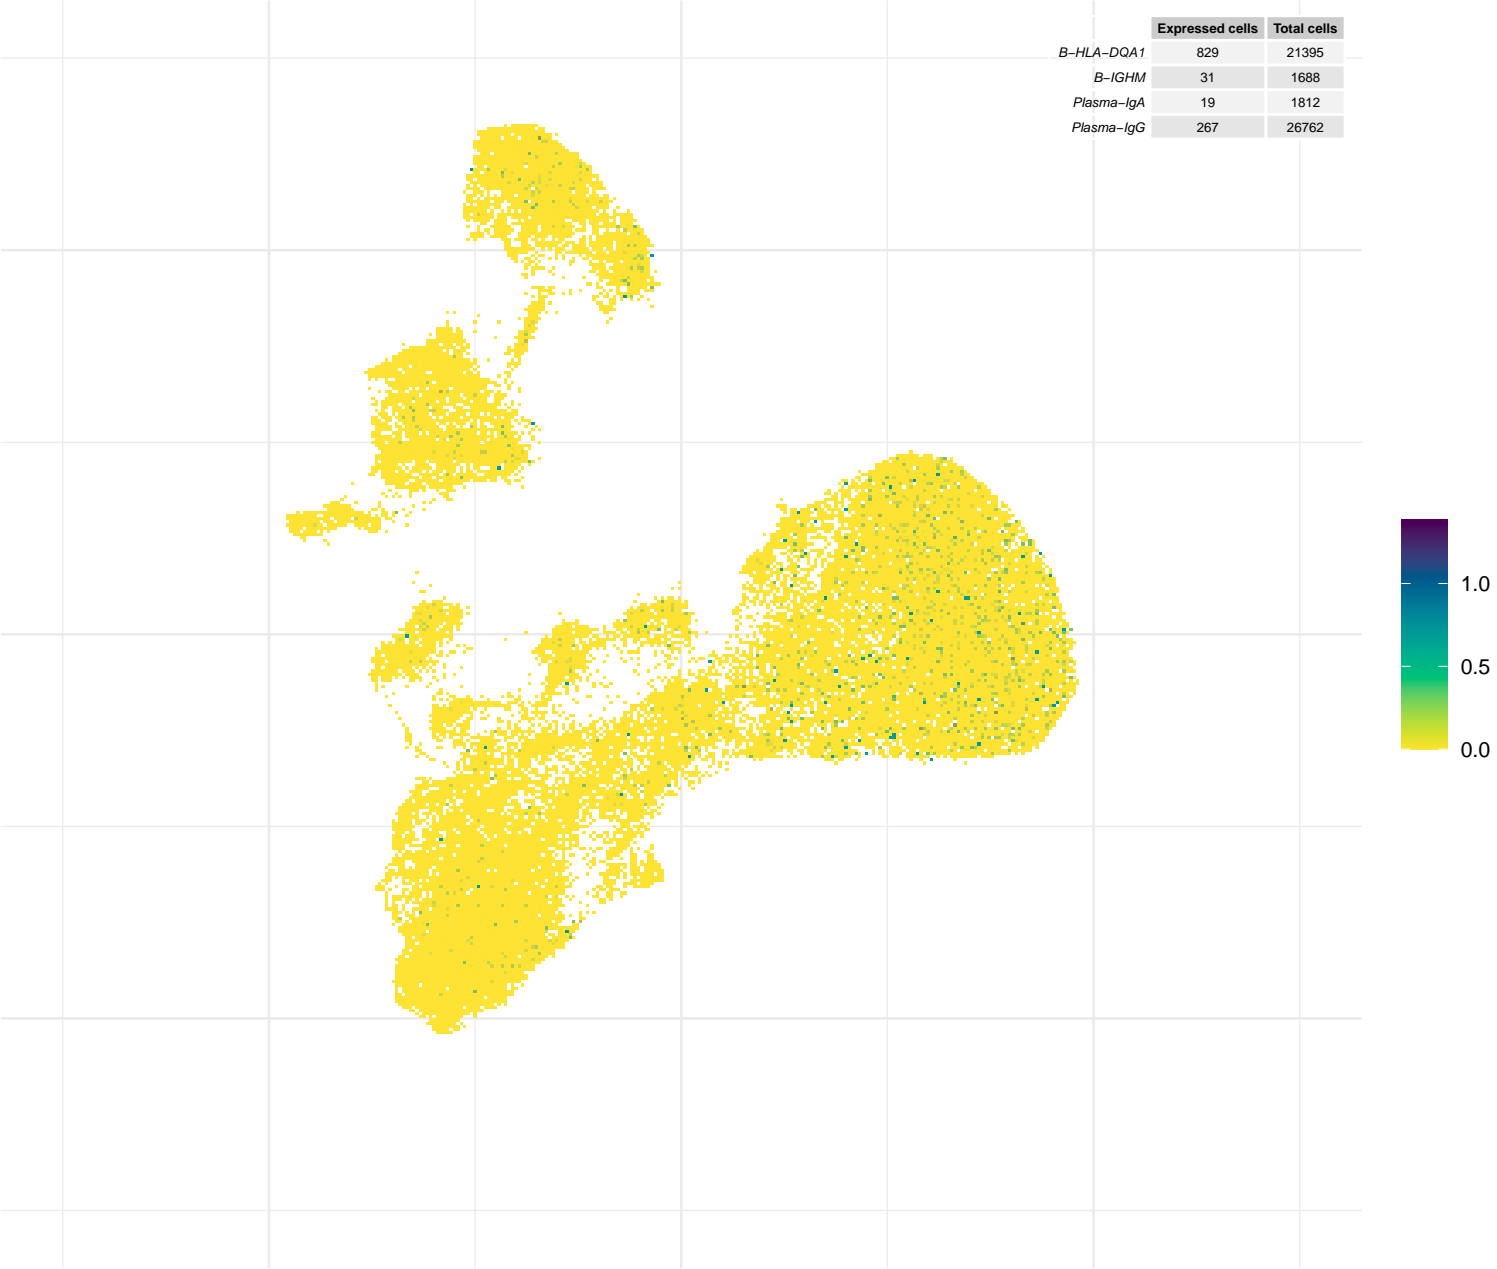 Expressed cells Total cells
B−HLA−DQA1 829 21395
B−IGHM 31 1688
Plasma−IgA 19 1812
Plasma−IgG 267 26762
1.0
0.5
0.0